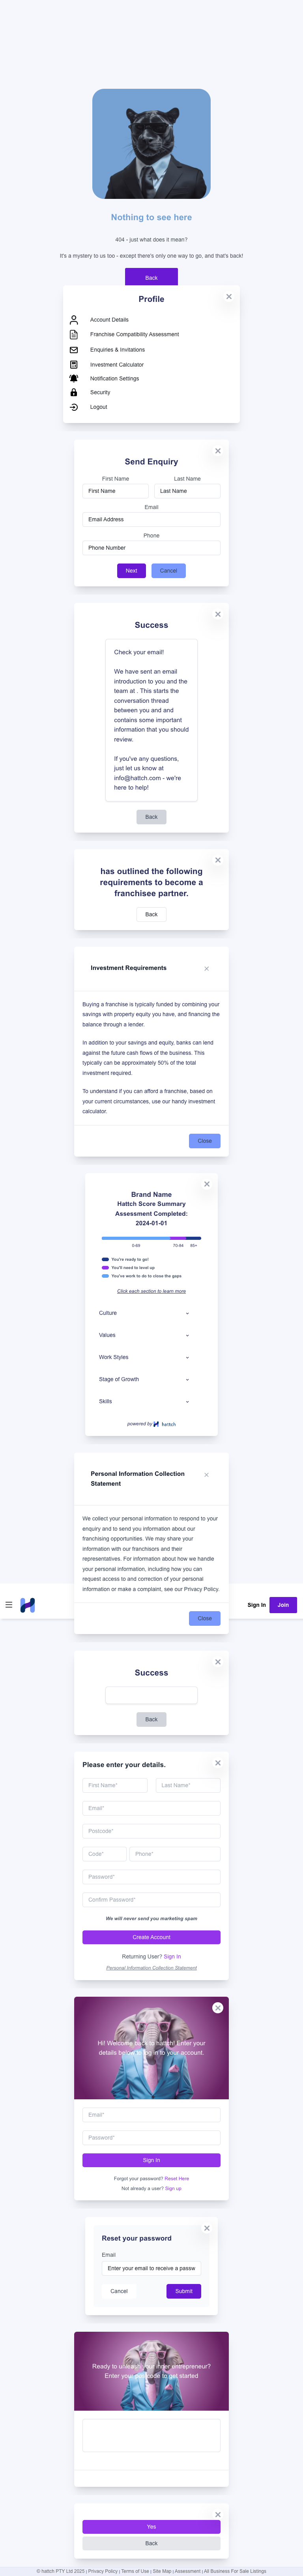 Nothing to see here
404 - just what does it mean?
It's a mystery to us too - except there's only one way to go, and that's back!
Back
Profile
Account Details
Franchise Compatibility Assessment
Enquiries & Invitations
Investment Calculator
Notification Settings
Security
Logout
Send Enquiry
First Name Last Name
First Name Last Name
Email
Email Address
Phone
Phone Number
Next Cancel
Success
Check your email!
We have sent an email
introduction to you and the
team at . This starts the
conversation thread
between you and and
contains some important
information that you should
review.
If you've any questions,
just let us know at
info@hattch.com - we're
here to help!
Back
has outlined the following
requirements to become a
franchisee partner.
Back
Investment Requirements
Buying a franchise is typically funded by combining your
savings with property equity you have, and financing the
balance through a lender.
In addition to your savings and equity, banks can lend
against the future cash flows of the business. This
typically can be approximately 50% of the total
investment required.
To understand if you can afford a franchise, based on
your current circumstances, use our handy investment
calculator.
Close
Brand Name
Hattch Score Summary
Assessment Completed:
2024-01-01
0-69 70-84 85+
You're ready to go!
You'll need to level up
You've work to do to close the gaps
Click each section to learn more
Culture
Values
Work Styles
Stage of Growth
Skills
powered by hattch
Personal Information Collection
Statement
We collect your personal information to respond to your
enquiry and to send you information about our
franchising opportunities. We may share your
information with our franchisors and their
representatives. For information about how we handle
your personal information, including how you can
request access to and correction of your personal
information or make a complaint, see our Privacy Policy.
Close
Sign in Join
Success
Back
Please enter your details.
First Name* Last Name*
Email*
Postcode*
Code* Phone*
Password*
Confirm Password*
We will never send you marketing spam
Create Account
Returning User? Sign in
Personal Information Collection Statement
Hi! Welcome back to hattch! Enter your
details below to log in to your account.
Email*
Password*
Sign In
Forgot your password? Reset Here
Not already a user? Sign up
Reset your password
Email
Enter your email to receive a passw
Cancel Submit
Ready to unleash your inner entrepreneur?
Enter your postcode to get started
Yes
Back
© hattch PTY Ltd 2025 | Privacy Policy | Terms of Use | Site Map | Assessment | All Business For Sale Listings